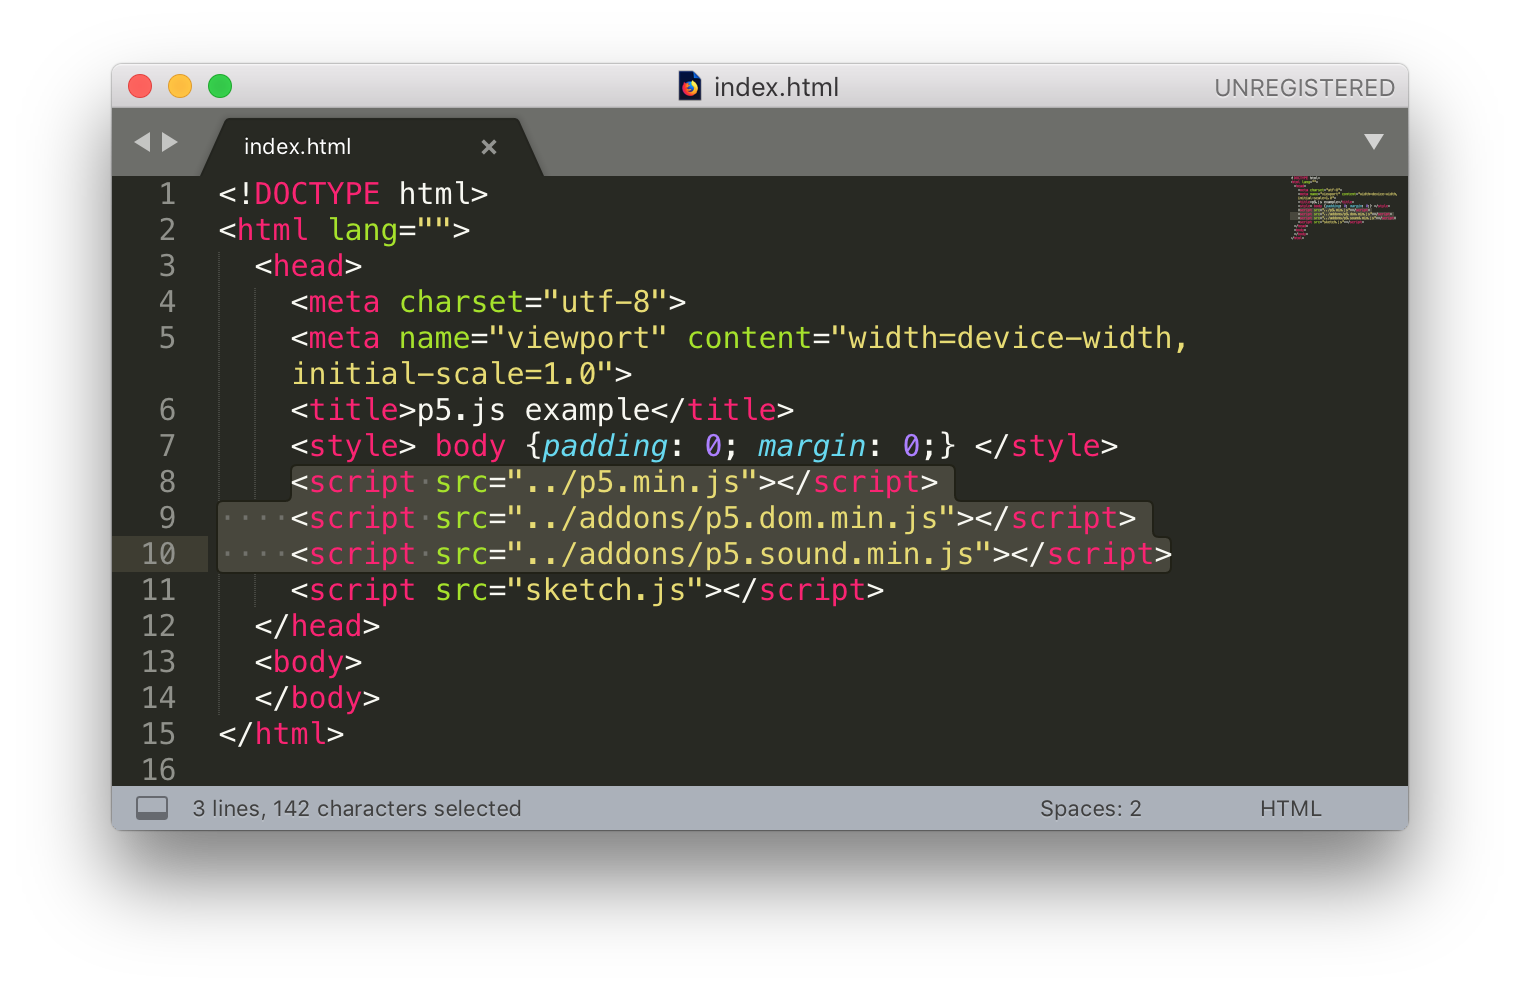 index.html
UNREGISTERED
index.html
1 <!DOCTYPE html>
2 <html lang="">
3   <head>
4     <meta charset="utf-8">
5     <meta name="viewport" content="width=device-width,
    initial-scale=1.0">
6     <title>p5.js example</title>
7     <style> body {padding: 0; margin: 0;} </style>
8     <script src="../p5.min.js"></script>
9     <script src="../addons/p5.dom.min.js"></script>
10     <script src="../addons/p5.sound.min.js"></script>
11     <script src="sketch.js"></script>
12   </head>
13   <body>
14   </body>
15 </html>
16
3 lines, 142 characters selected
Spaces: 2
HTML